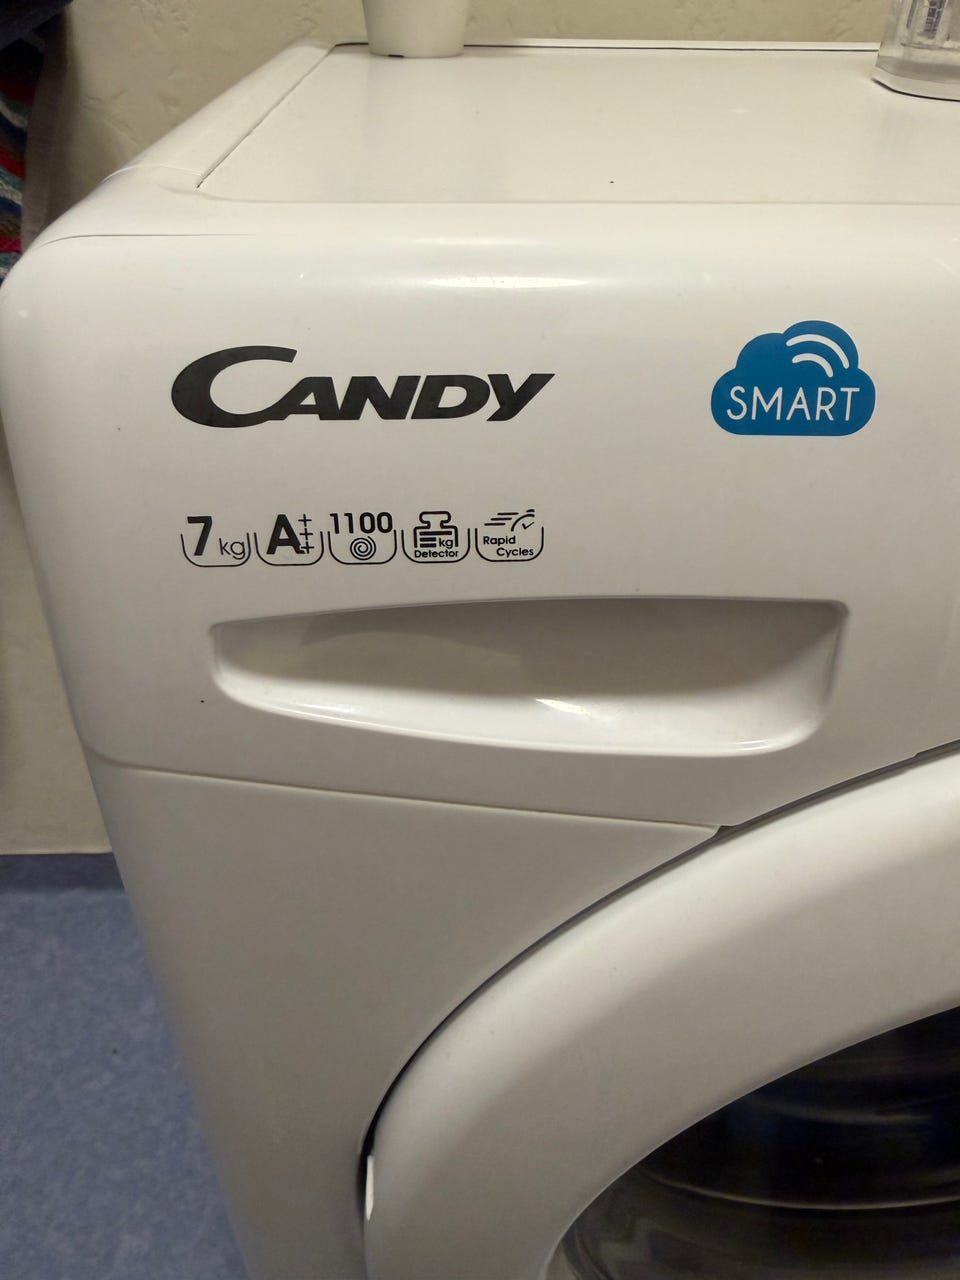 CANDY
SMART
7 kg A+++ 1100 kg Detector Rapid Cycles